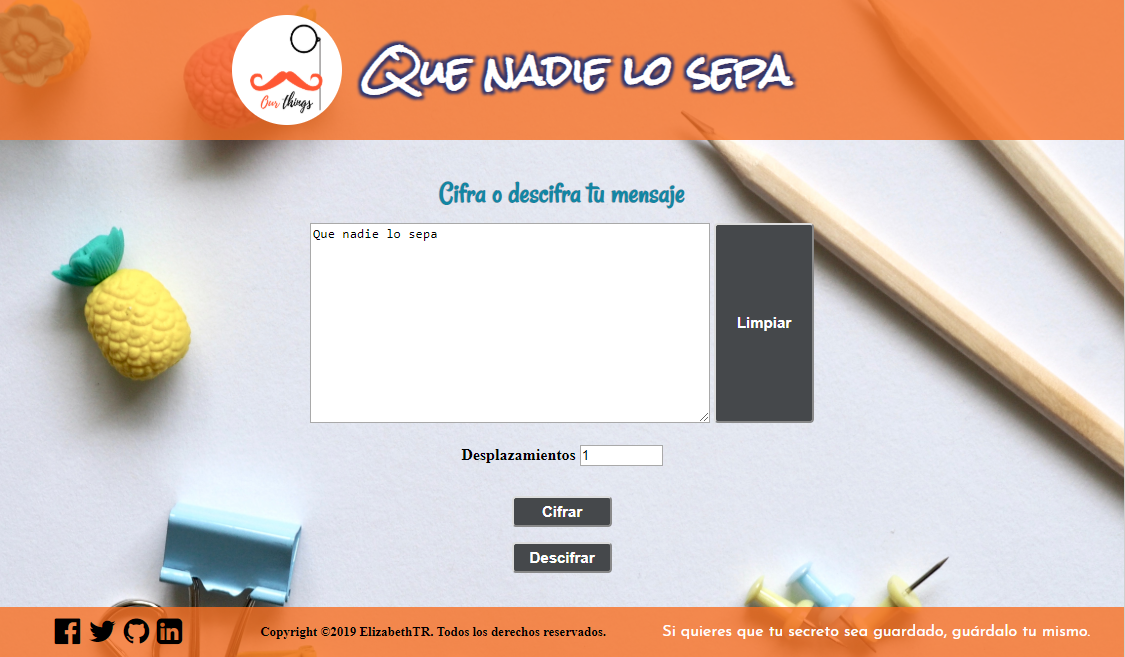 Our things
Que nadie lo sepa
Cifra o descifra tu mensaje
Que nadie lo sepa
Limpiar
Desplazamientos 1
Cifrar
Descifrar
Copyright ©2019 ElizabethTR. Todos los derechos reservados.
Si quieres que tu secreto sea guardado, guárdalo tu mismo.